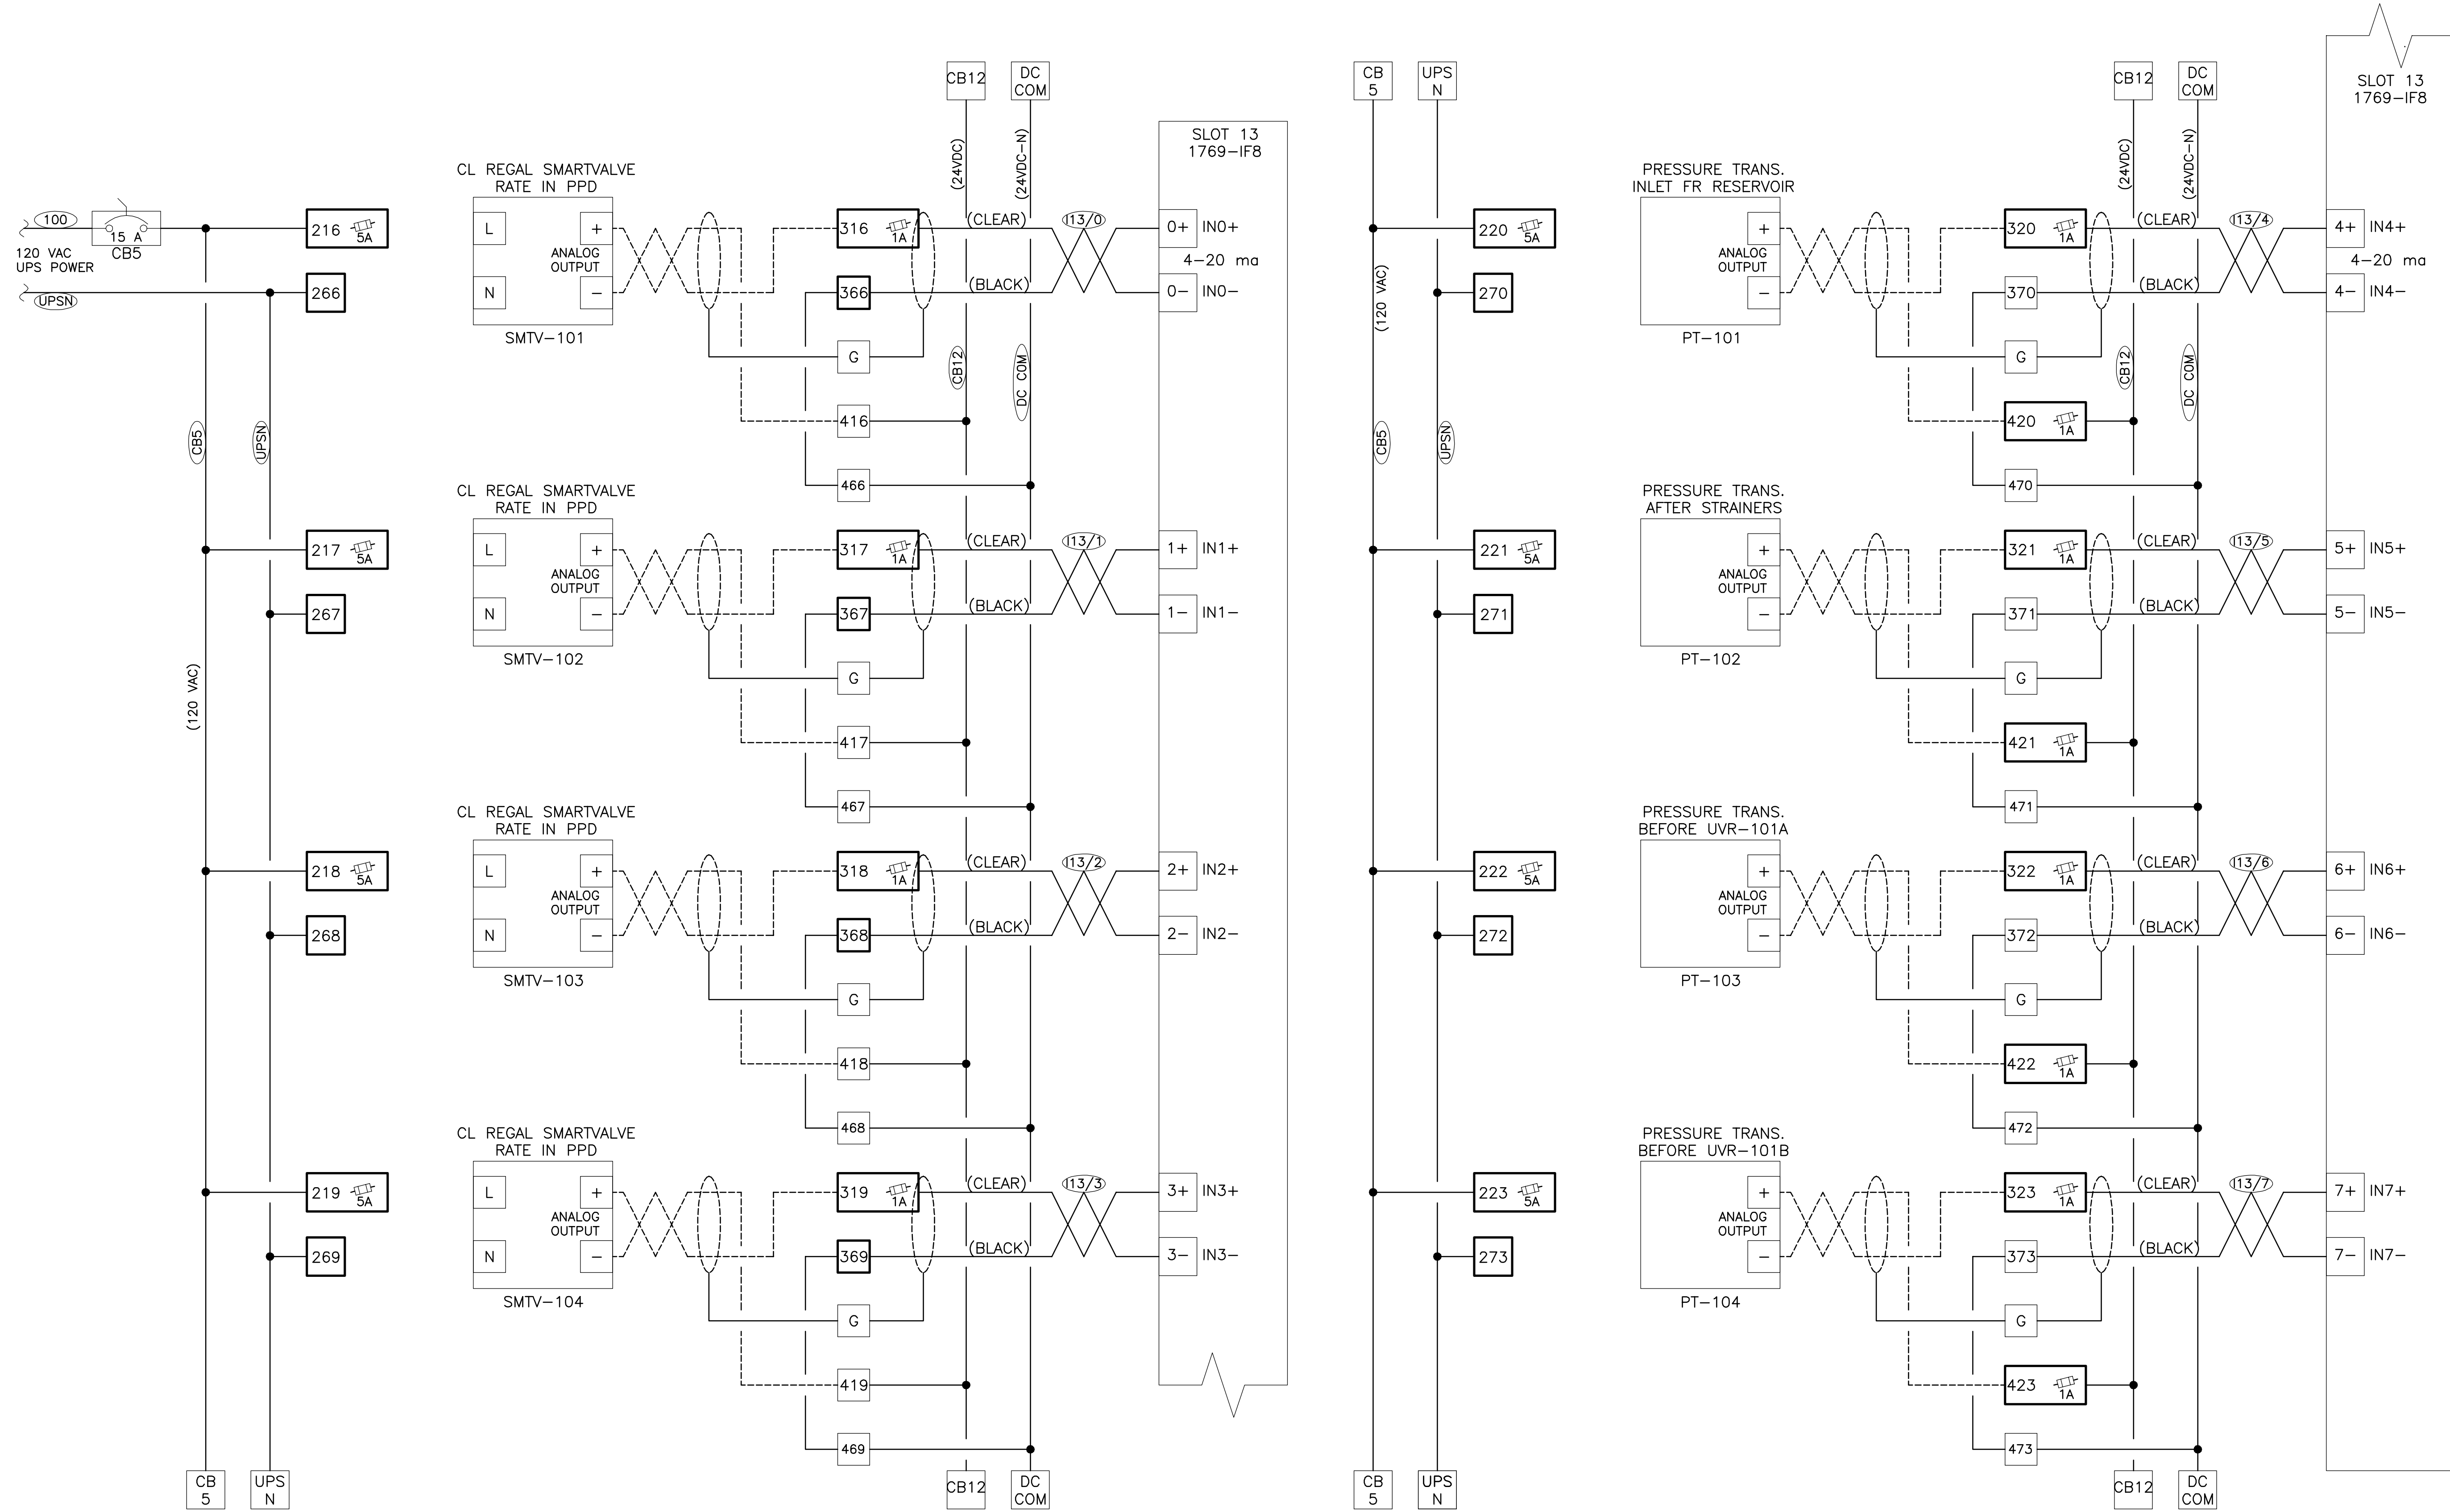 CB12
DC
COM
SLOT 13
1769-IF8
(24VDC)
(24VDC-N)
100
15 A
CB5
120 VAC
UPS POWER
UPSN
216
5A
266
CL REGAL SMARTVALVE
RATE IN PPD
L
N
+
ANALOG
OUTPUT
-
SMTV-101
316
1A
(CLEAR)
I13/0
0+
IN0+
4-20 ma
366
(BLACK)
0-
IN0-
G
CB12
DC COM
416
466
CB5
UPSN
217
5A
267
CL REGAL SMARTVALVE
RATE IN PPD
L
N
+
ANALOG
OUTPUT
-
SMTV-102
317
1A
(CLEAR)
I13/1
1+
IN1+
367
(BLACK)
1-
IN1-
G
417
467
(120 VAC)
218
5A
268
CL REGAL SMARTVALVE
RATE IN PPD
L
N
+
ANALOG
OUTPUT
-
SMTV-103
318
1A
(CLEAR)
I13/2
2+
IN2+
368
(BLACK)
2-
IN2-
G
418
468
219
5A
269
CL REGAL SMARTVALVE
RATE IN PPD
L
N
+
ANALOG
OUTPUT
-
SMTV-104
319
1A
(CLEAR)
I13/3
3+
IN3+
369
(BLACK)
3-
IN3-
G
419
469
CB
5
UPS
N
CB12
DC
COM
CB
5
UPS
N
CB12
DC
COM
SLOT 13
1769-IF8
(24VDC)
(24VDC-N)
220
5A
270
(120 VAC)
CB5
UPSN
PRESSURE TRANS.
INLET FR RESERVOIR
+
ANALOG
OUTPUT
-
PT-101
320
1A
(CLEAR)
I13/4
4+
IN4+
4-20 ma
370
(BLACK)
4-
IN4-
G
CB12
DC COM
420
1A
470
221
5A
271
PRESSURE TRANS.
AFTER STRAINERS
+
ANALOG
OUTPUT
-
PT-102
321
1A
(CLEAR)
I13/5
5+
IN5+
371
(BLACK)
5-
IN5-
G
421
1A
471
222
5A
272
PRESSURE TRANS.
BEFORE UVR-101A
+
ANALOG
OUTPUT
-
PT-103
322
1A
(CLEAR)
I13/6
6+
IN6+
372
(BLACK)
6-
IN6-
G
422
1A
472
223
5A
273
PRESSURE TRANS.
BEFORE UVR-101B
+
ANALOG
OUTPUT
-
PT-104
323
1A
(CLEAR)
I13/7
7+
IN7+
373
(BLACK)
7-
IN7-
G
423
1A
473
CB
5
UPS
N
CB12
DC
COM